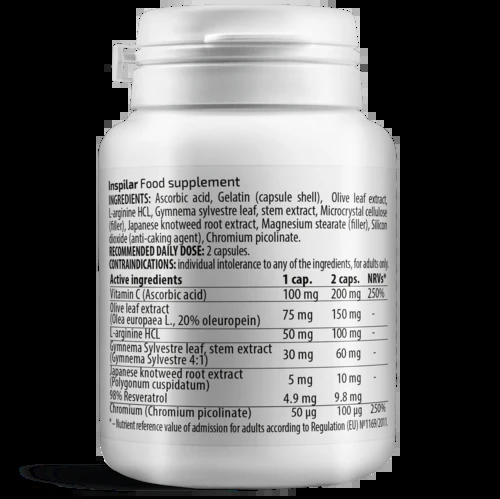 Inspilar Food supplement
INGREDIENTS: Ascorbic acid, Gelatin (capsule shell), Olive leaf extract,
L-arginine HCL, Gymnema sylvestre leaf, stem extract, Microcrystal cellulose
(filler), Japanese knotweed root extract, Magnesium stearate (filler), Silicon
dioxide (anti-caking agent), Chromium picolinate.
RECOMMENDED DAILY DOSE: 2 capsules.
CONTRAINDICATIONS: individual intolerance to any of the ingredients, for adults only.
Active ingredients 1 cap. 2 caps. NRVs*
Vitamin C (Ascorbic acid) 100 mg 200 mg 250%
Olive leaf extract
(Olea europaea L., 20% oleuropein) 75 mg 150 mg -
L-arginine HCL 50 mg 100 mg -
Gymnema Sylvestre leaf, stem extract
(Gymnema Sylvestre 4:1) 30 mg 60 mg -
Japanese knotweed root extract
(Polygonum cuspidatum) 5 mg 10 mg -
98% Resveratrol 4.9 mg 9.8 mg
Chromium (Chromium picolinate) 50 µg 100 µg 250%
* – Nutrient reference value of admission for adults according to Regulation (EU) №1169/2011.